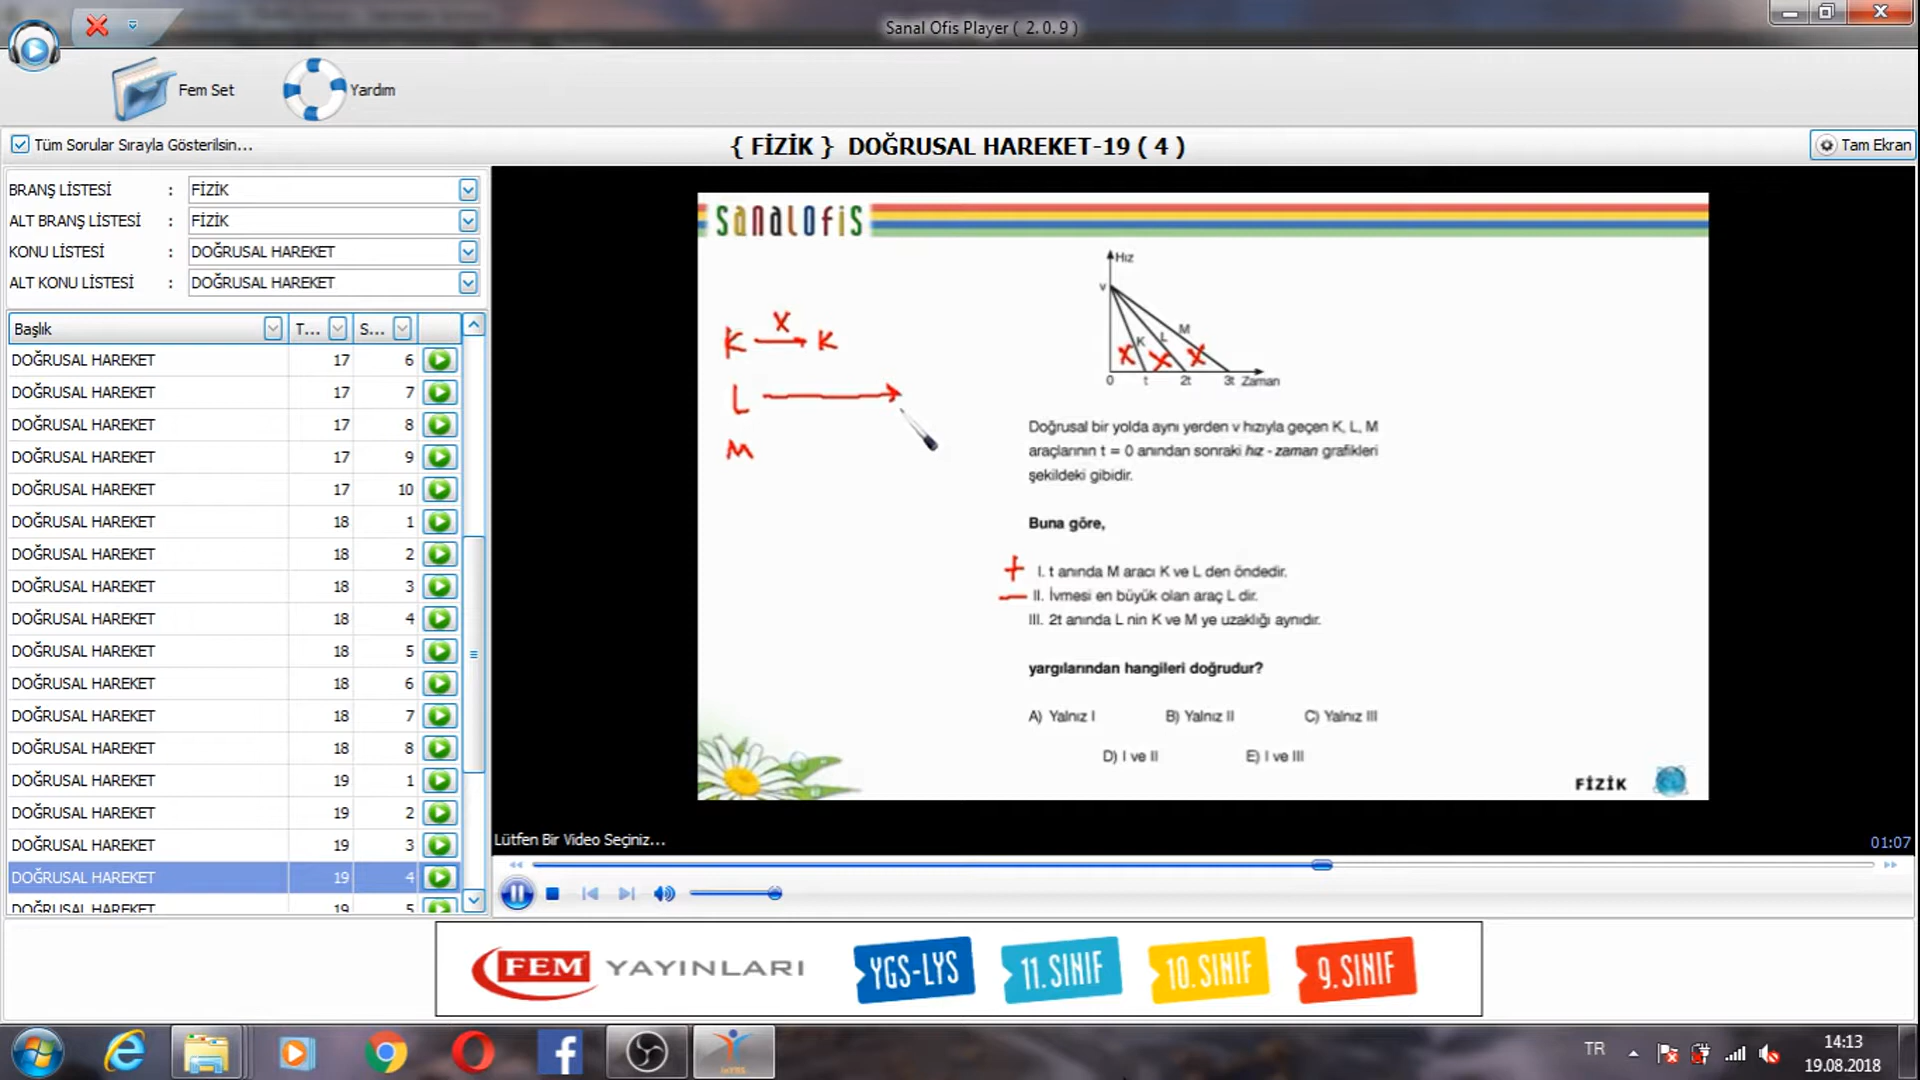 Sanal Ofis Player ( 2.0.9 )
Fem Set
Yardım
Tüm Sorular Sırayla Gösterilsin...
{ FİZİK } DOĞRUSAL HAREKET-19 ( 4 )
Tam Ekran
BRANŞ LİSTESİ : FİZİK
ALT BRANŞ LİSTESİ : FİZİK
KONU LİSTESİ : DOĞRUSAL HAREKET
ALT KONU LİSTESİ : DOĞRUSAL HAREKET
Başlık T... S...
DOĞRUSAL HAREKET 17 6
DOĞRUSAL HAREKET 17 7
DOĞRUSAL HAREKET 17 8
DOĞRUSAL HAREKET 17 9
DOĞRUSAL HAREKET 17 10
DOĞRUSAL HAREKET 18 1
DOĞRUSAL HAREKET 18 2
DOĞRUSAL HAREKET 18 3
DOĞRUSAL HAREKET 18 4
DOĞRUSAL HAREKET 18 5
DOĞRUSAL HAREKET 18 6
DOĞRUSAL HAREKET 18 7
DOĞRUSAL HAREKET 18 8
DOĞRUSAL HAREKET 19 1
DOĞRUSAL HAREKET 19 2
DOĞRUSAL HAREKET 19 3
DOĞRUSAL HAREKET 19 4
DOĞRUSAL HAREKET 19 5
SANALOFİS
Hız
v
K L M
x x x
0 t 2t 3t Zaman
x
K K
L
M
Doğrusal bir yolda aynı yerden v hızıyla geçen K, L, M
araçlarının t = 0 anından sonraki hız - zaman grafikleri
şekildeki gibidir.
Buna göre,
+ I. t anında M aracı K ve L den öndedir.
− II. İvmesi en büyük olan araç L dir.
III. 2t anında L nin K ve M ye uzaklığı aynıdır.
yargılarından hangileri doğrudur?
A) Yalnız I B) Yalnız II C) Yalnız III
D) I ve II E) I ve III
FİZİK
Lütfen Bir Video Seçiniz...
01:07
FEM YAYINLARI
YGS-LYS
11.SINIF
10.SINIF
9.SINIF
TR
14:13
19.08.2018